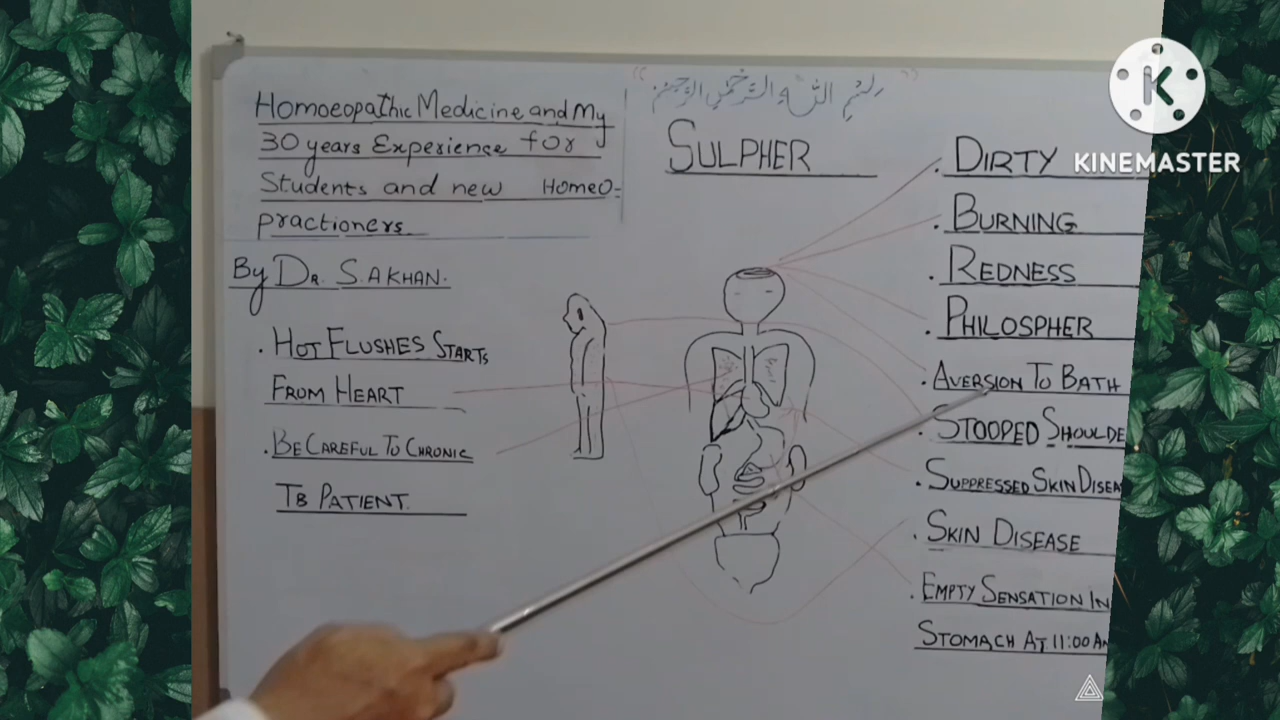 Homoeopathic Medicine and My
30 years Experience for
Students and new Homeo-
practioners
By Dr. S.A KHAN.
. HOT FLUSHES STARTS
FROM HEART
. BE CAREFUL TO CHRONIC
TB PATIENT.
بسم اللہ الرحمن الرحیم
SULPHER
. DIRTY
. BURNING
. REDNESS
. PHILOSPHER
. AVERSION TO BATH
. STOOPED SHOULDE
. SUPPRESSED SKIN DISEA
. SKIN DISEASE
. EMPTY SENSATION IN
STOMACH AT 11:00 A
K
KINEMASTER